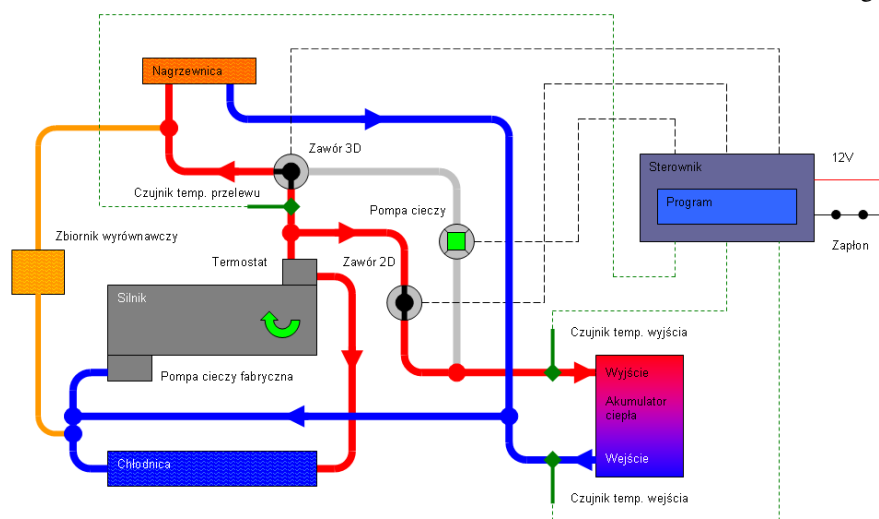 Nagrzewnica
Zawór 3D
Sterownik
12V
Czujnik temp. przelewu
Program
Pompa cieczy
Zbiornik wyrównawczy
Zapłon
Termostat
Zawór 2D
Silnik
Czujnik temp. wyjścia
Pompa cieczy fabryczna
Wyjście
Akumulator
ciepła
Chłodnica
Wejście
Czujnik temp. wejścia